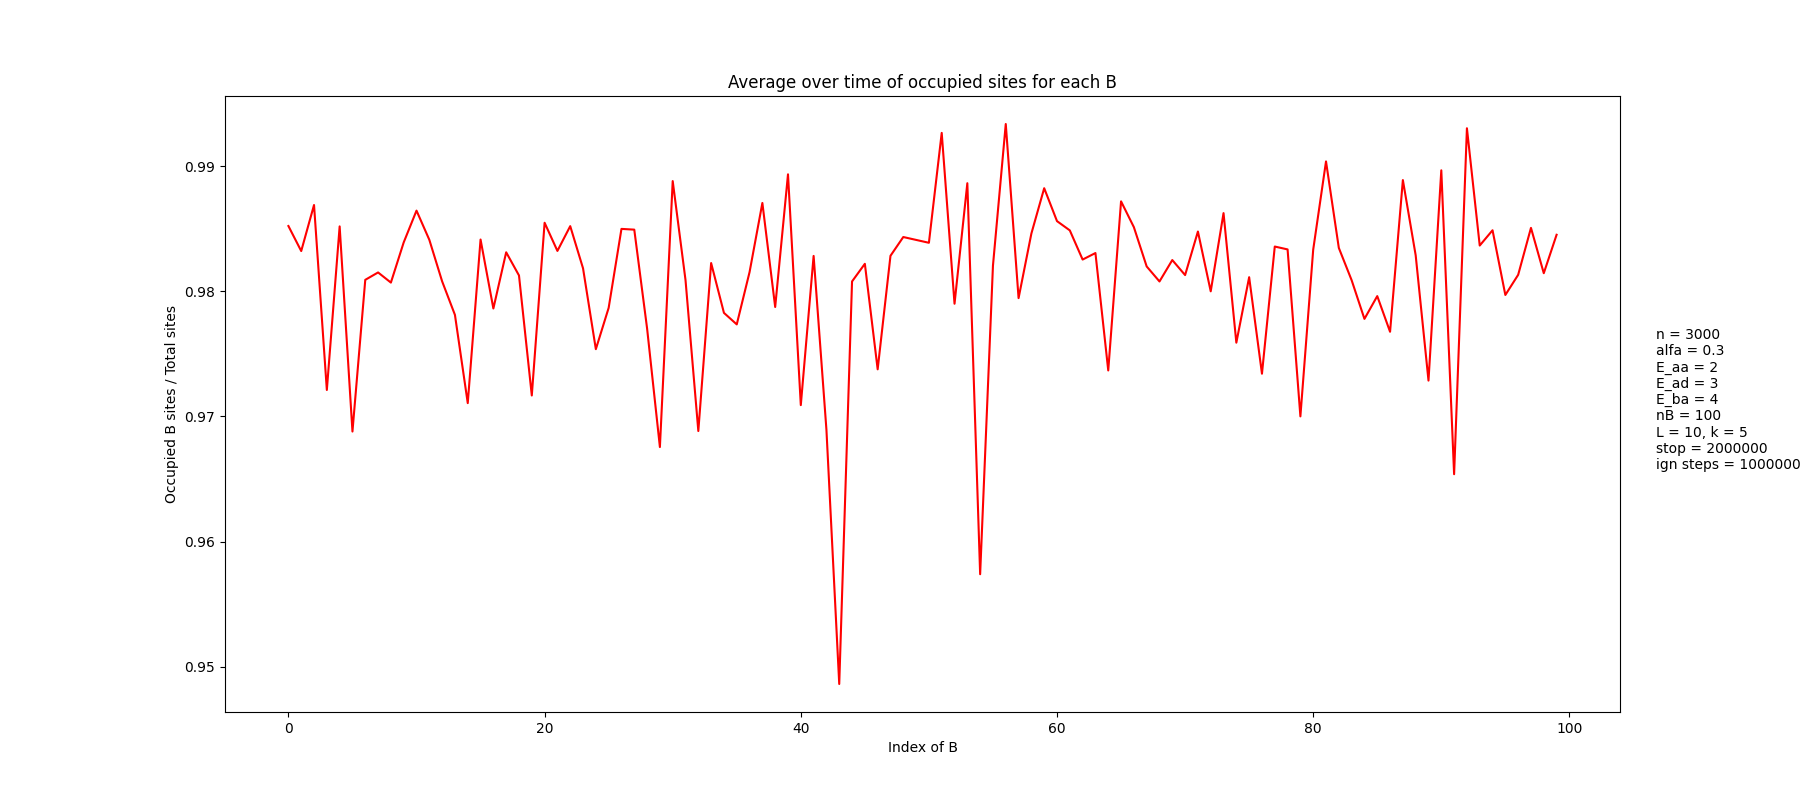 Average over time of occupied sites for each B
0.99
0.98
0.97
0.96
0.95
Occupied B sites / Total sites
0 20 40 60 80 100
Index of B
n = 3000
alfa = 0.3
E_aa = 2
E_ad = 3
E_ba = 4
nB = 100
L = 10, k = 5
stop = 2000000
ign steps = 1000000